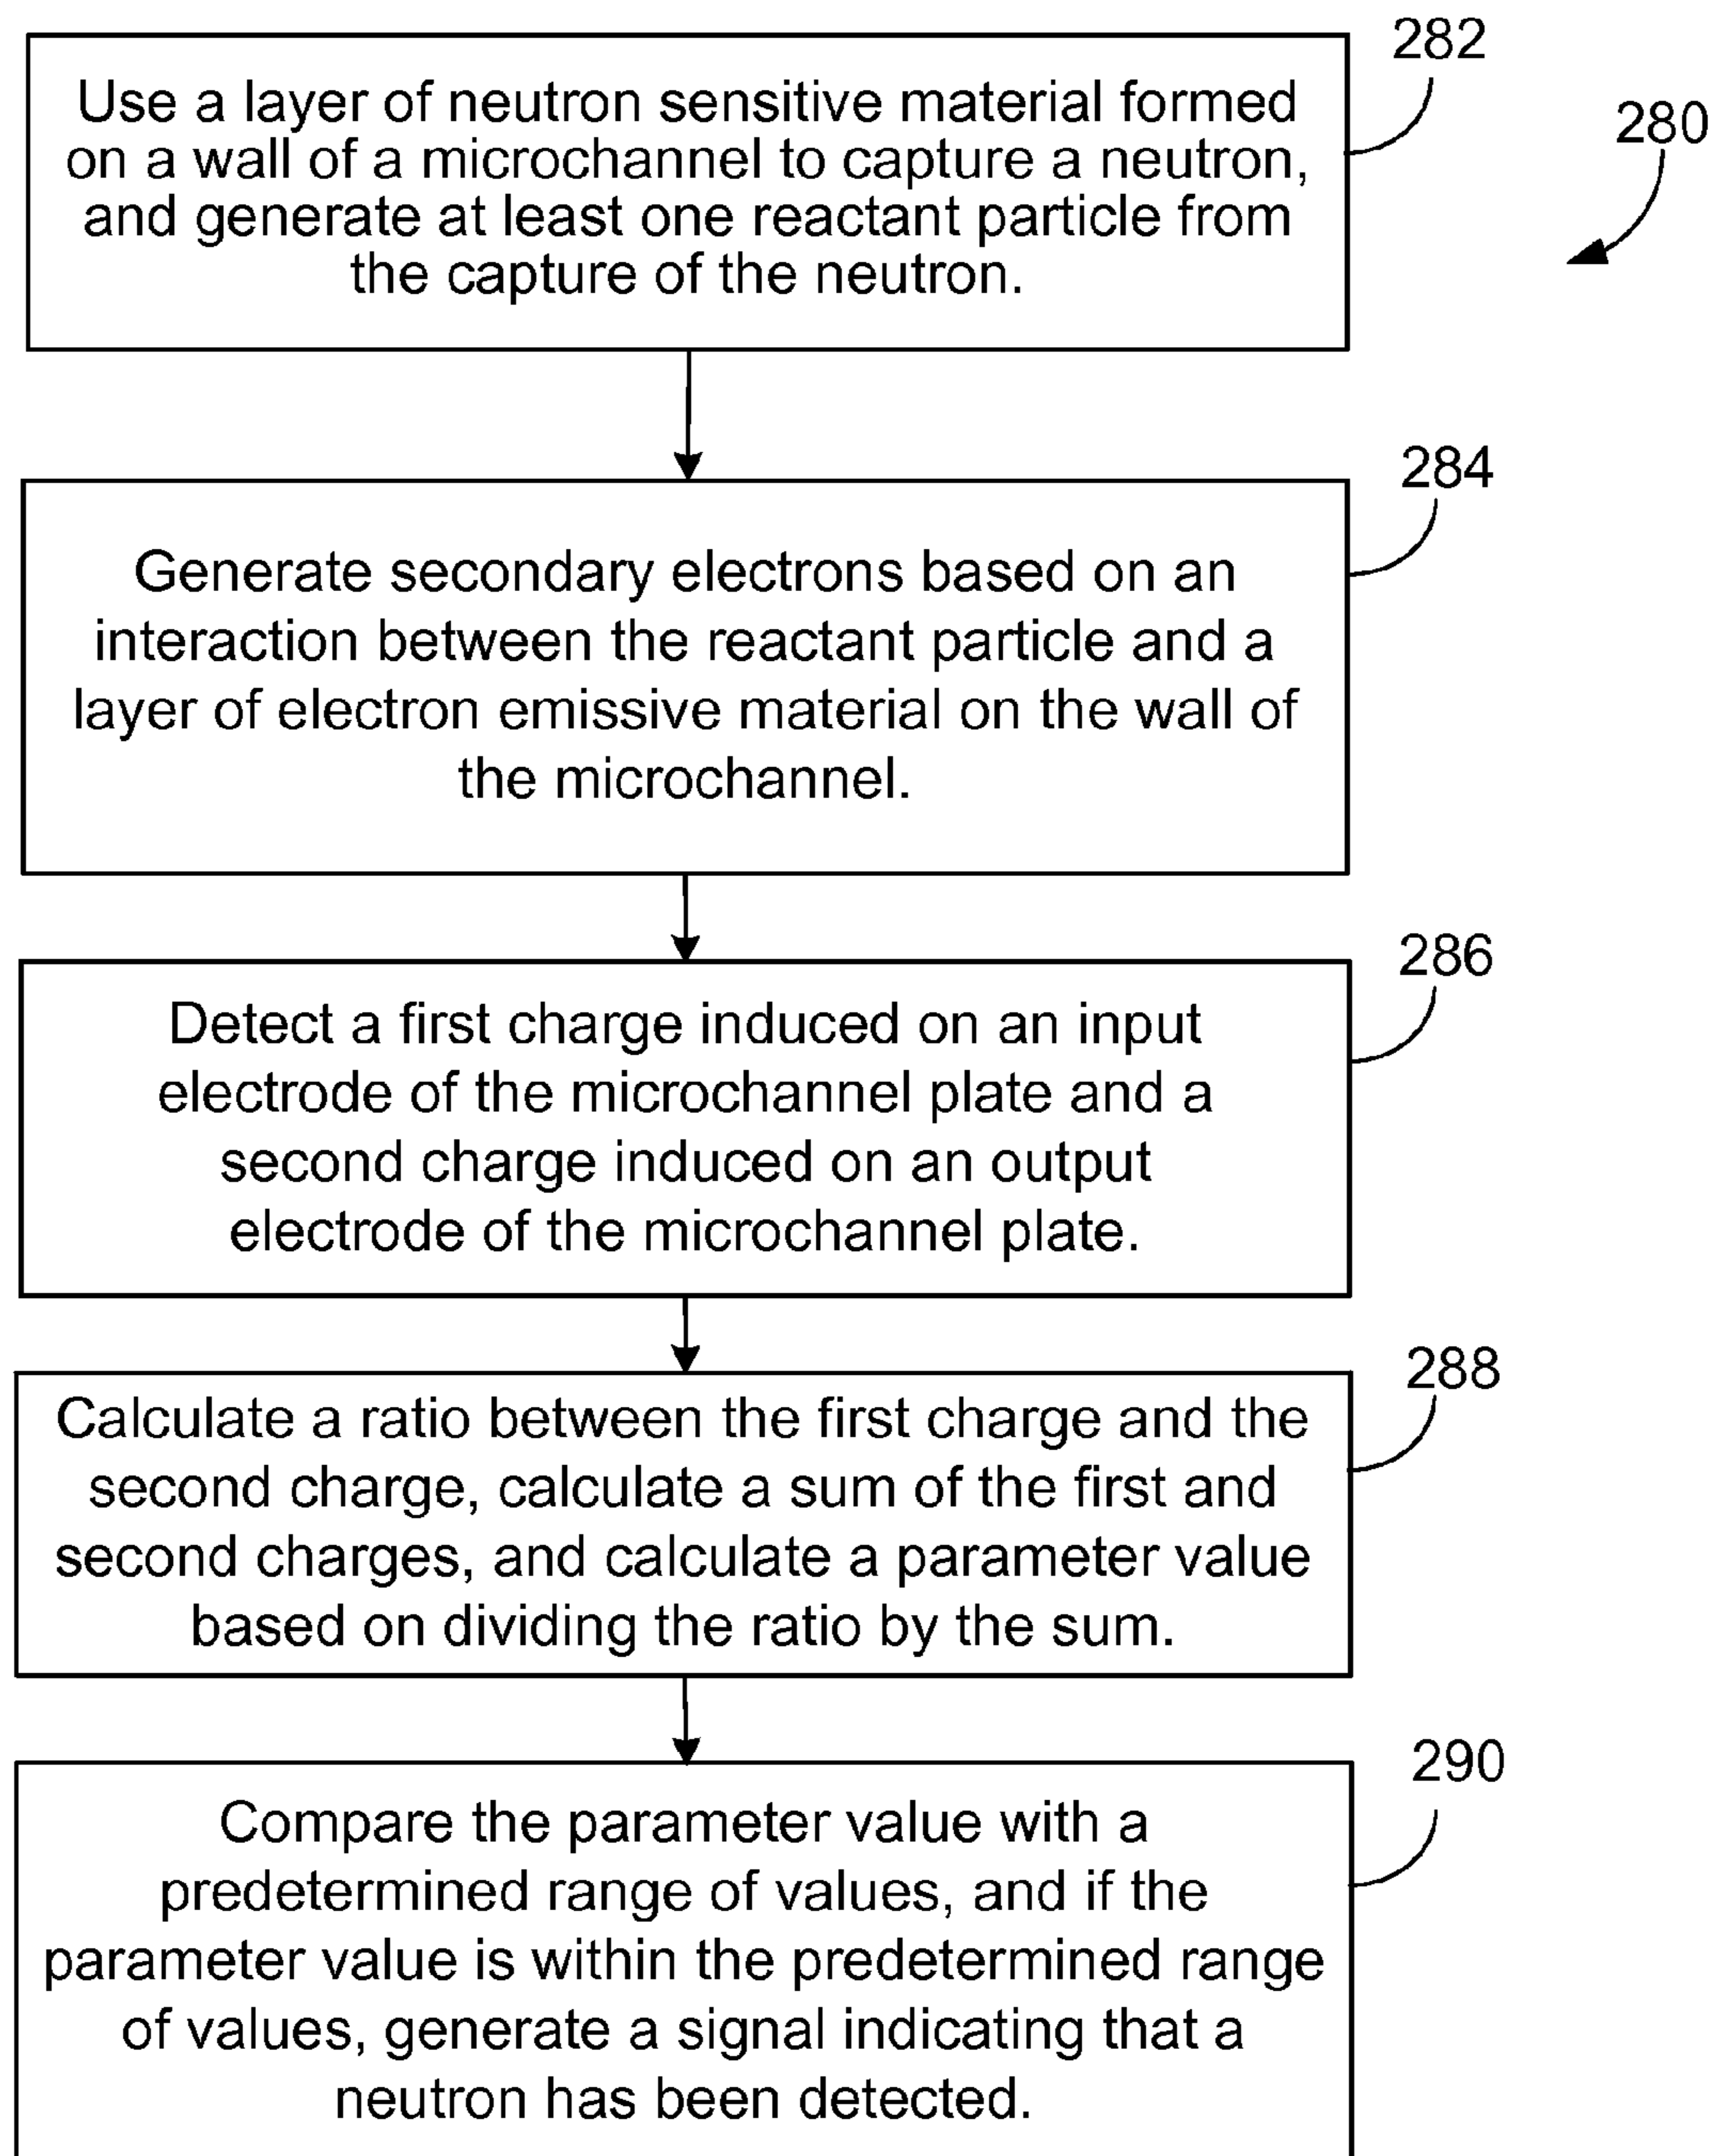 282
280
Use a layer of neutron sensitive material formed
on a wall of a microchannel to capture a neutron,
and generate at least one reactant particle from
the capture of the neutron.
284
Generate secondary electrons based on an
interaction between the reactant particle and a
layer of electron emissive material on the wall of
the microchannel.
286
Detect a first charge induced on an input
electrode of the microchannel plate and a
second charge induced on an output
electrode of the microchannel plate.
288
Calculate a ratio between the first charge and the
second charge, calculate a sum of the first and
second charges, and calculate a parameter value
based on dividing the ratio by the sum.
290
Compare the parameter value with a
predetermined range of values, and if the
parameter value is within the predetermined range
of values, generate a signal indicating that a
neutron has been detected.